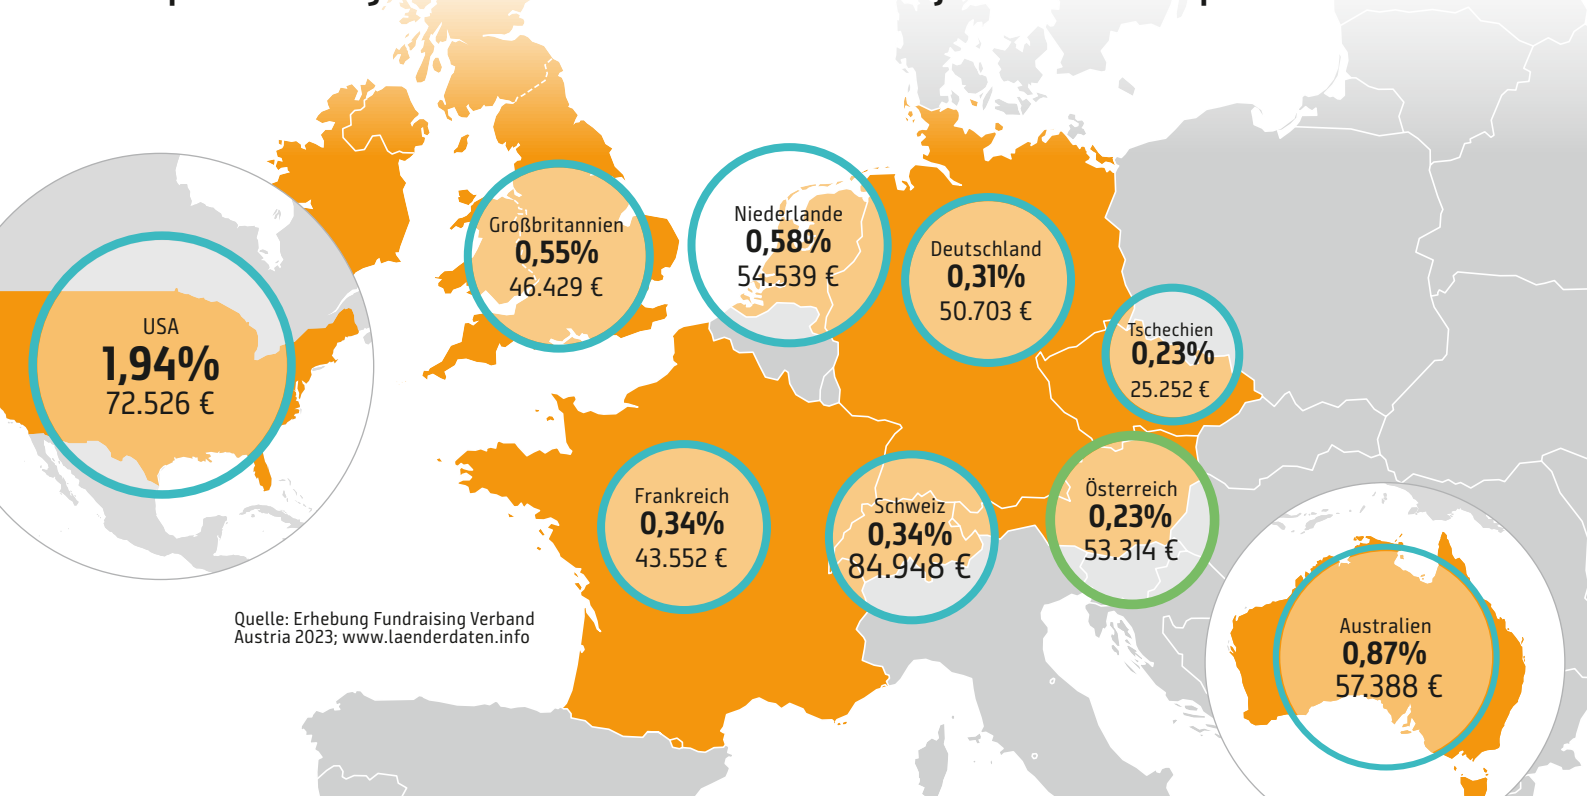 USA
1,94%
72.526 €
Großbritannien
0,55%
46.429 €
Niederlande
0,58%
54.539 €
Deutschland
0,31%
50.703 €
Tschechien
0,23%
25.252 €
Frankreich
0,34%
43.552 €
Schweiz
0,34%
84.948 €
Österreich
0,23%
53.314 €
Australien
0,87%
57.388 €
Quelle: Erhebung Fundraising Verband
Austria 2023; www.laenderdaten.info